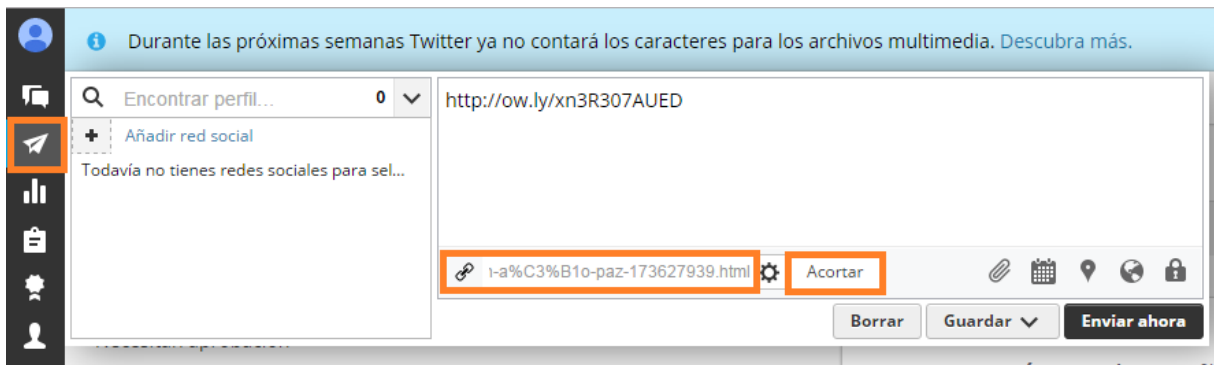 Durante las próximas semanas Twitter ya no contará los caracteres para los archivos multimedia. Descubra más.
Encontrar perfil... 0
http://ow.ly/xn3R307AUED
+ Añadir red social
Todavía no tienes redes sociales para sel...
-a%C3%B1o-paz-173627939.html Acortar
Borrar Guardar Enviar ahora